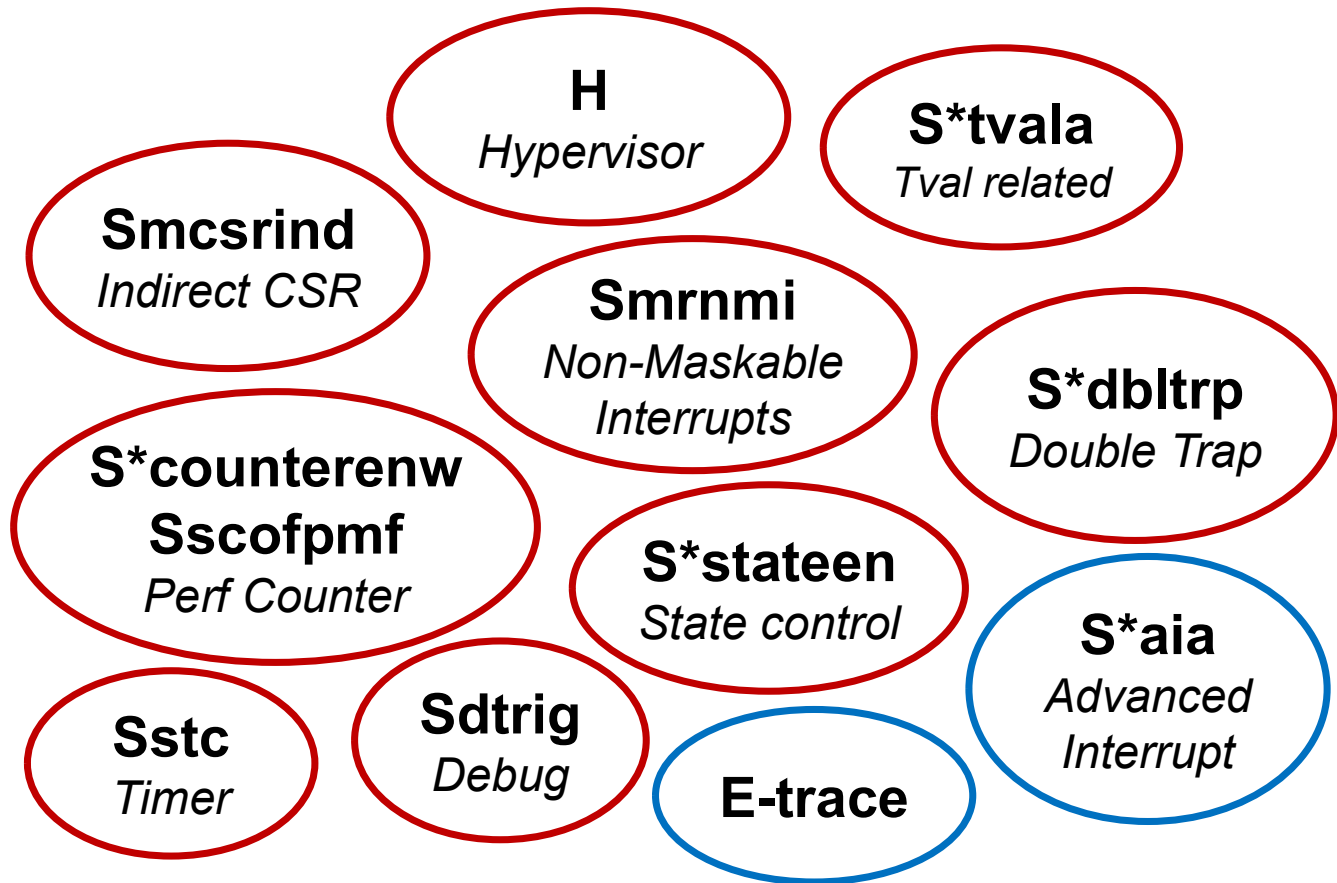 H
Hypervisor
S*tvala
Tval related
Smcsrind
Indirect CSR
Smrnmi
Non-Maskable
Interrupts
S*dbltrp
Double Trap
S*counterenw
Sscofpmf
Perf Counter
S*stateen
State control
S*aia
Advanced
Interrupt
Sstc
Timer
Sdtrig
Debug
E-trace